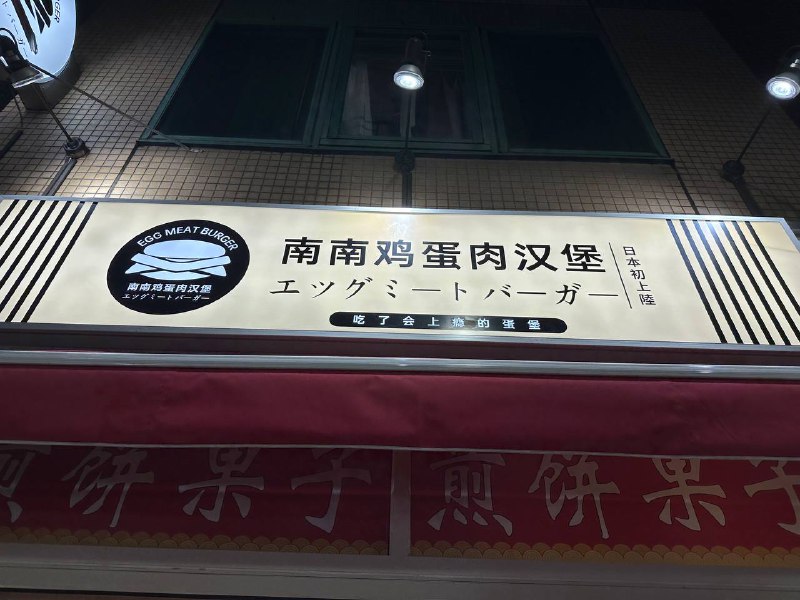 EGG MEAT BURGER
南南鸡蛋肉汉堡
エッグミートバーガー
南南鸡蛋肉汉堡
エッグミートバーガー
日本初上陸
吃了会上瘾的蛋堡
煎饼果子
煎饼果子